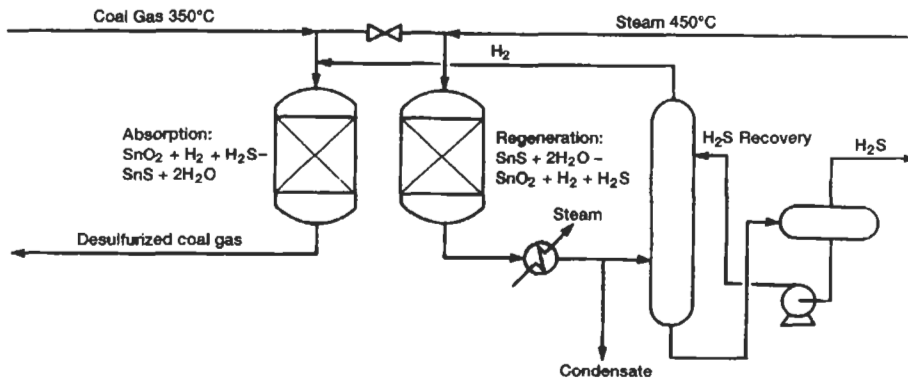 Coal Gas 350°C
Steam 450°C
H2
Absorption:
SnO2 + H2 + H2S–
SnS + 2H2O
Regeneration:
SnS + 2H2O –
SnO2 + H2 + H2S
H2S Recovery
H2S
Steam
Desulfurized coal gas
Condensate